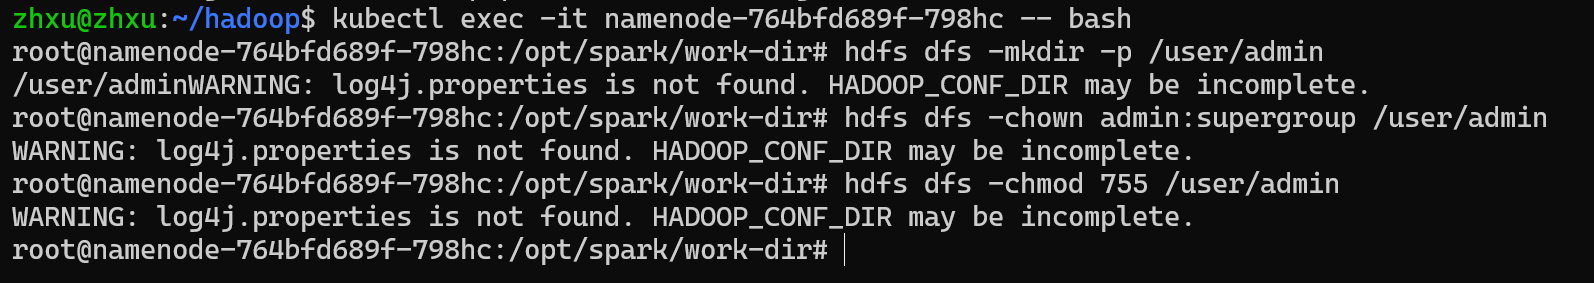 zhxu@zhxu:~/hadoop$ kubectl exec -it namenode-764bfd689f-798hc -- bash
root@namenode-764bfd689f-798hc:/opt/spark/work-dir# hdfs dfs -mkdir -p /user/admin
/user/adminWARNING: log4j.properties is not found. HADOOP_CONF_DIR may be incomplete.
root@namenode-764bfd689f-798hc:/opt/spark/work-dir# hdfs dfs -chown admin:supergroup /user/admin
WARNING: log4j.properties is not found. HADOOP_CONF_DIR may be incomplete.
root@namenode-764bfd689f-798hc:/opt/spark/work-dir# hdfs dfs -chmod 755 /user/admin
WARNING: log4j.properties is not found. HADOOP_CONF_DIR may be incomplete.
root@namenode-764bfd689f-798hc:/opt/spark/work-dir#